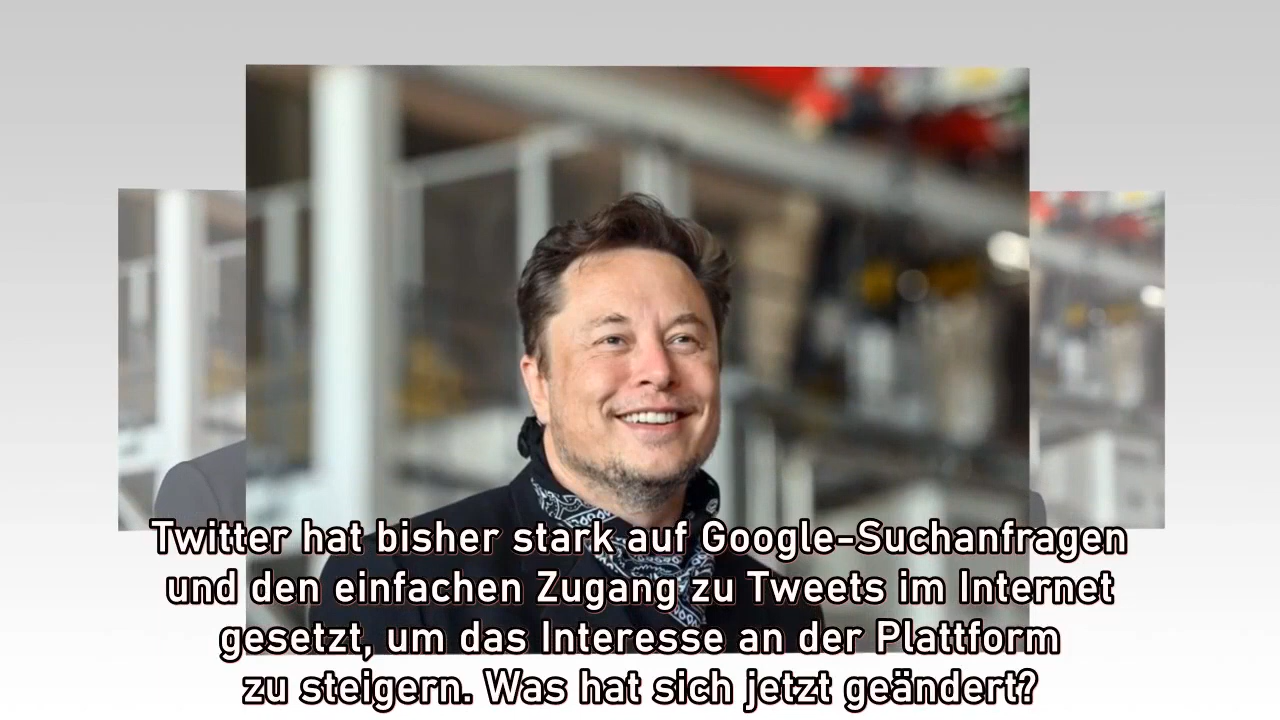 Twitter hat bisher stark auf Google-Suchanfragen
und den einfachen Zugang zu Tweets im Internet
gesetzt, um das Interesse an der Plattform
zu steigern. Was hat sich jetzt geändert?